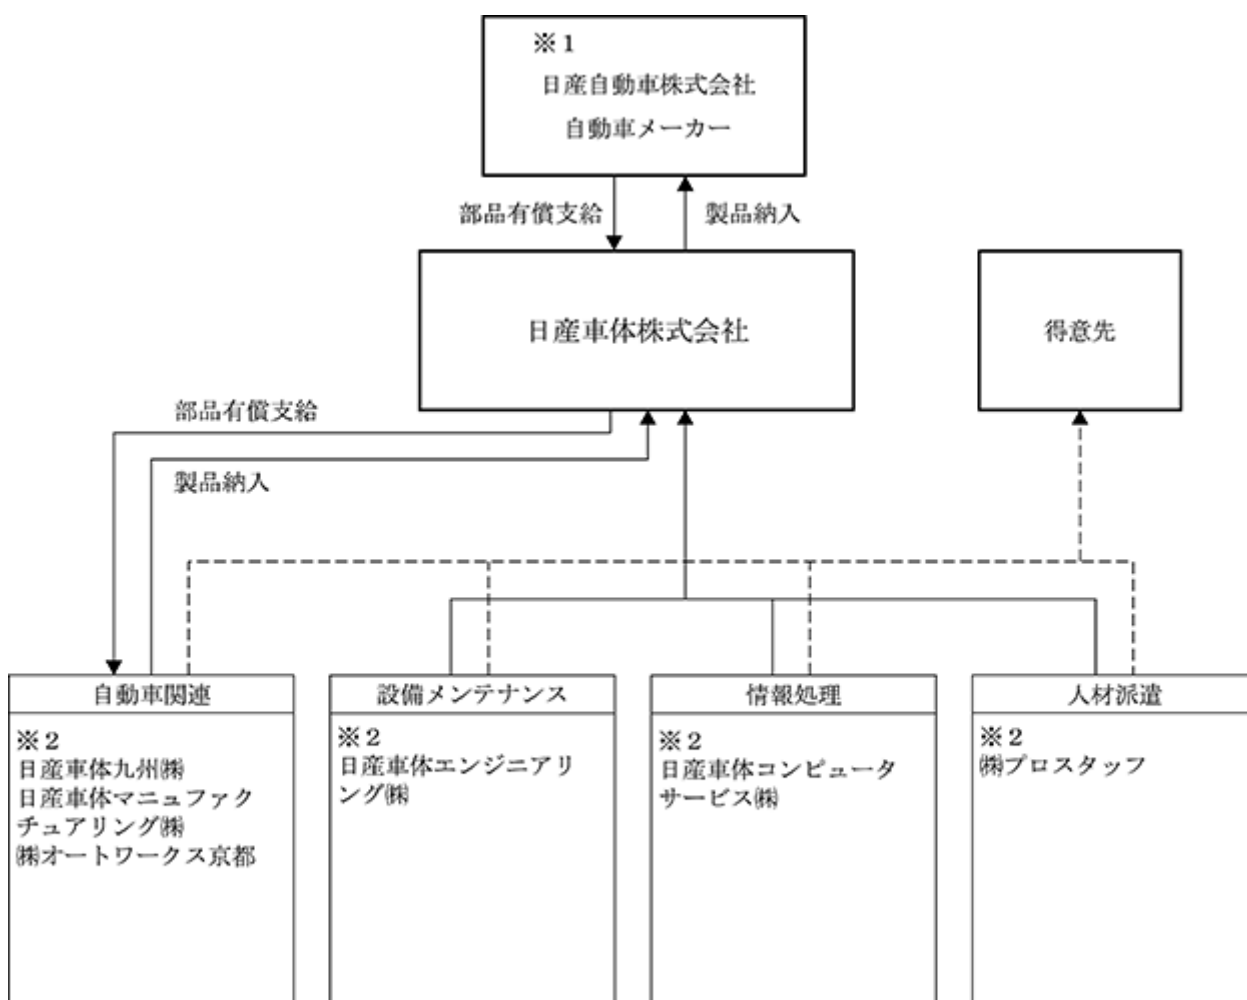 ※1
日産自動車株式会社
自動車メーカー
部品有償支給
製品納入
日産車体株式会社
得意先
部品有償支給
製品納入
自動車関連
※2
日産車体九州㈱
日産車体マニュファク
チュアリング㈱
㈱オートワークス京都
設備メンテナンス
※2
日産車体エンジニアリ
ング㈱
情報処理
※2
日産車体コンピュータ
サービス㈱
人材派遣
※2
㈱プロスタッフ